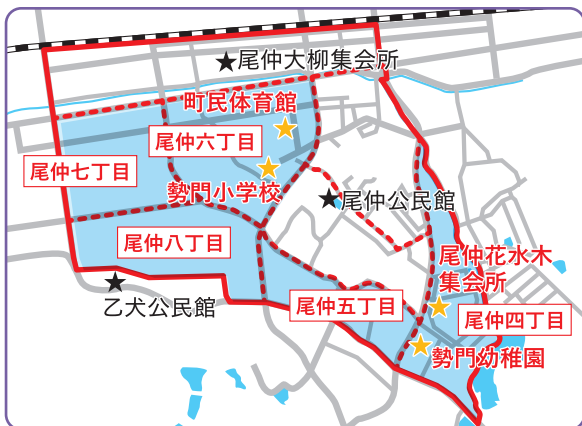 尾仲大柳集会所
町民体育館
尾仲六丁目
尾仲七丁目
勢門小学校
尾仲公民館
尾仲八丁目
尾仲花水木
集会所
乙犬公民館
尾仲五丁目
尾仲四丁目
勢門幼稚園